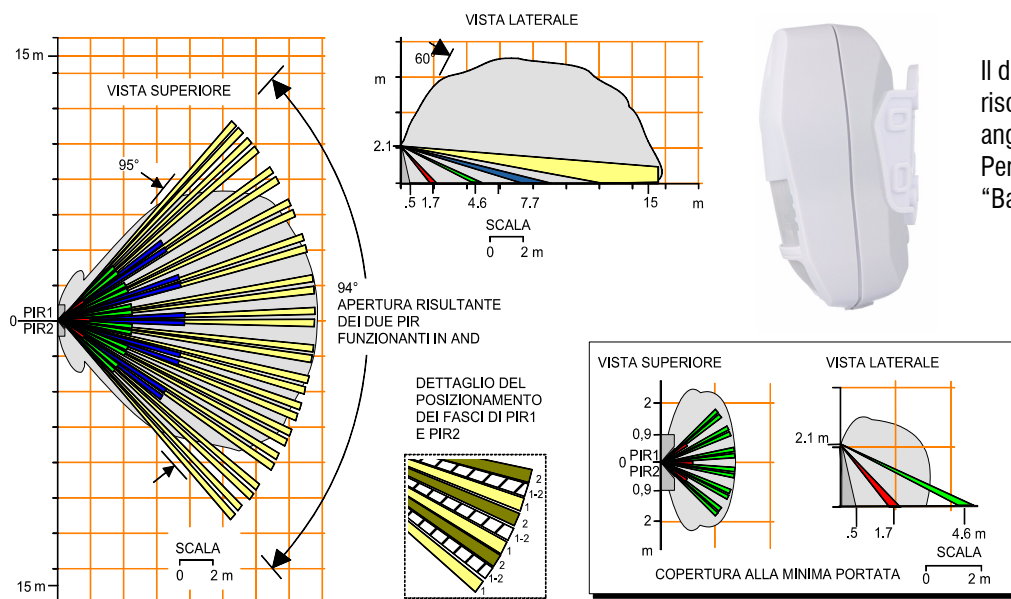 15 m
VISTA SUPERIORE
95°
0
PIR1
PIR2
94°
APERTURA RISULTANTE
DEI DUE PIR
FUNZIONANTI IN AND
SCALA
0 2 m
15 m
VISTA LATERALE
60°
m
2.1
.5 1.7 4.6 7.7 15 m
SCALA
0 2 m
DETTAGLIO DEL
POSIZIONAMENTO
DEI FASCI DI PIR1
E PIR2
2
1-2
1
2
1-2
1
2
1-2
1
Il d
risc
ang
Per
“Ba
VISTA SUPERIORE
2
0,9
PIR1
0
PIR2
0,9
2
m
VISTA LATERALE
2.1 m
.5 1.7 4.6 m
SCALA
0 2 m
COPERTURA ALLA MINIMA PORTATA